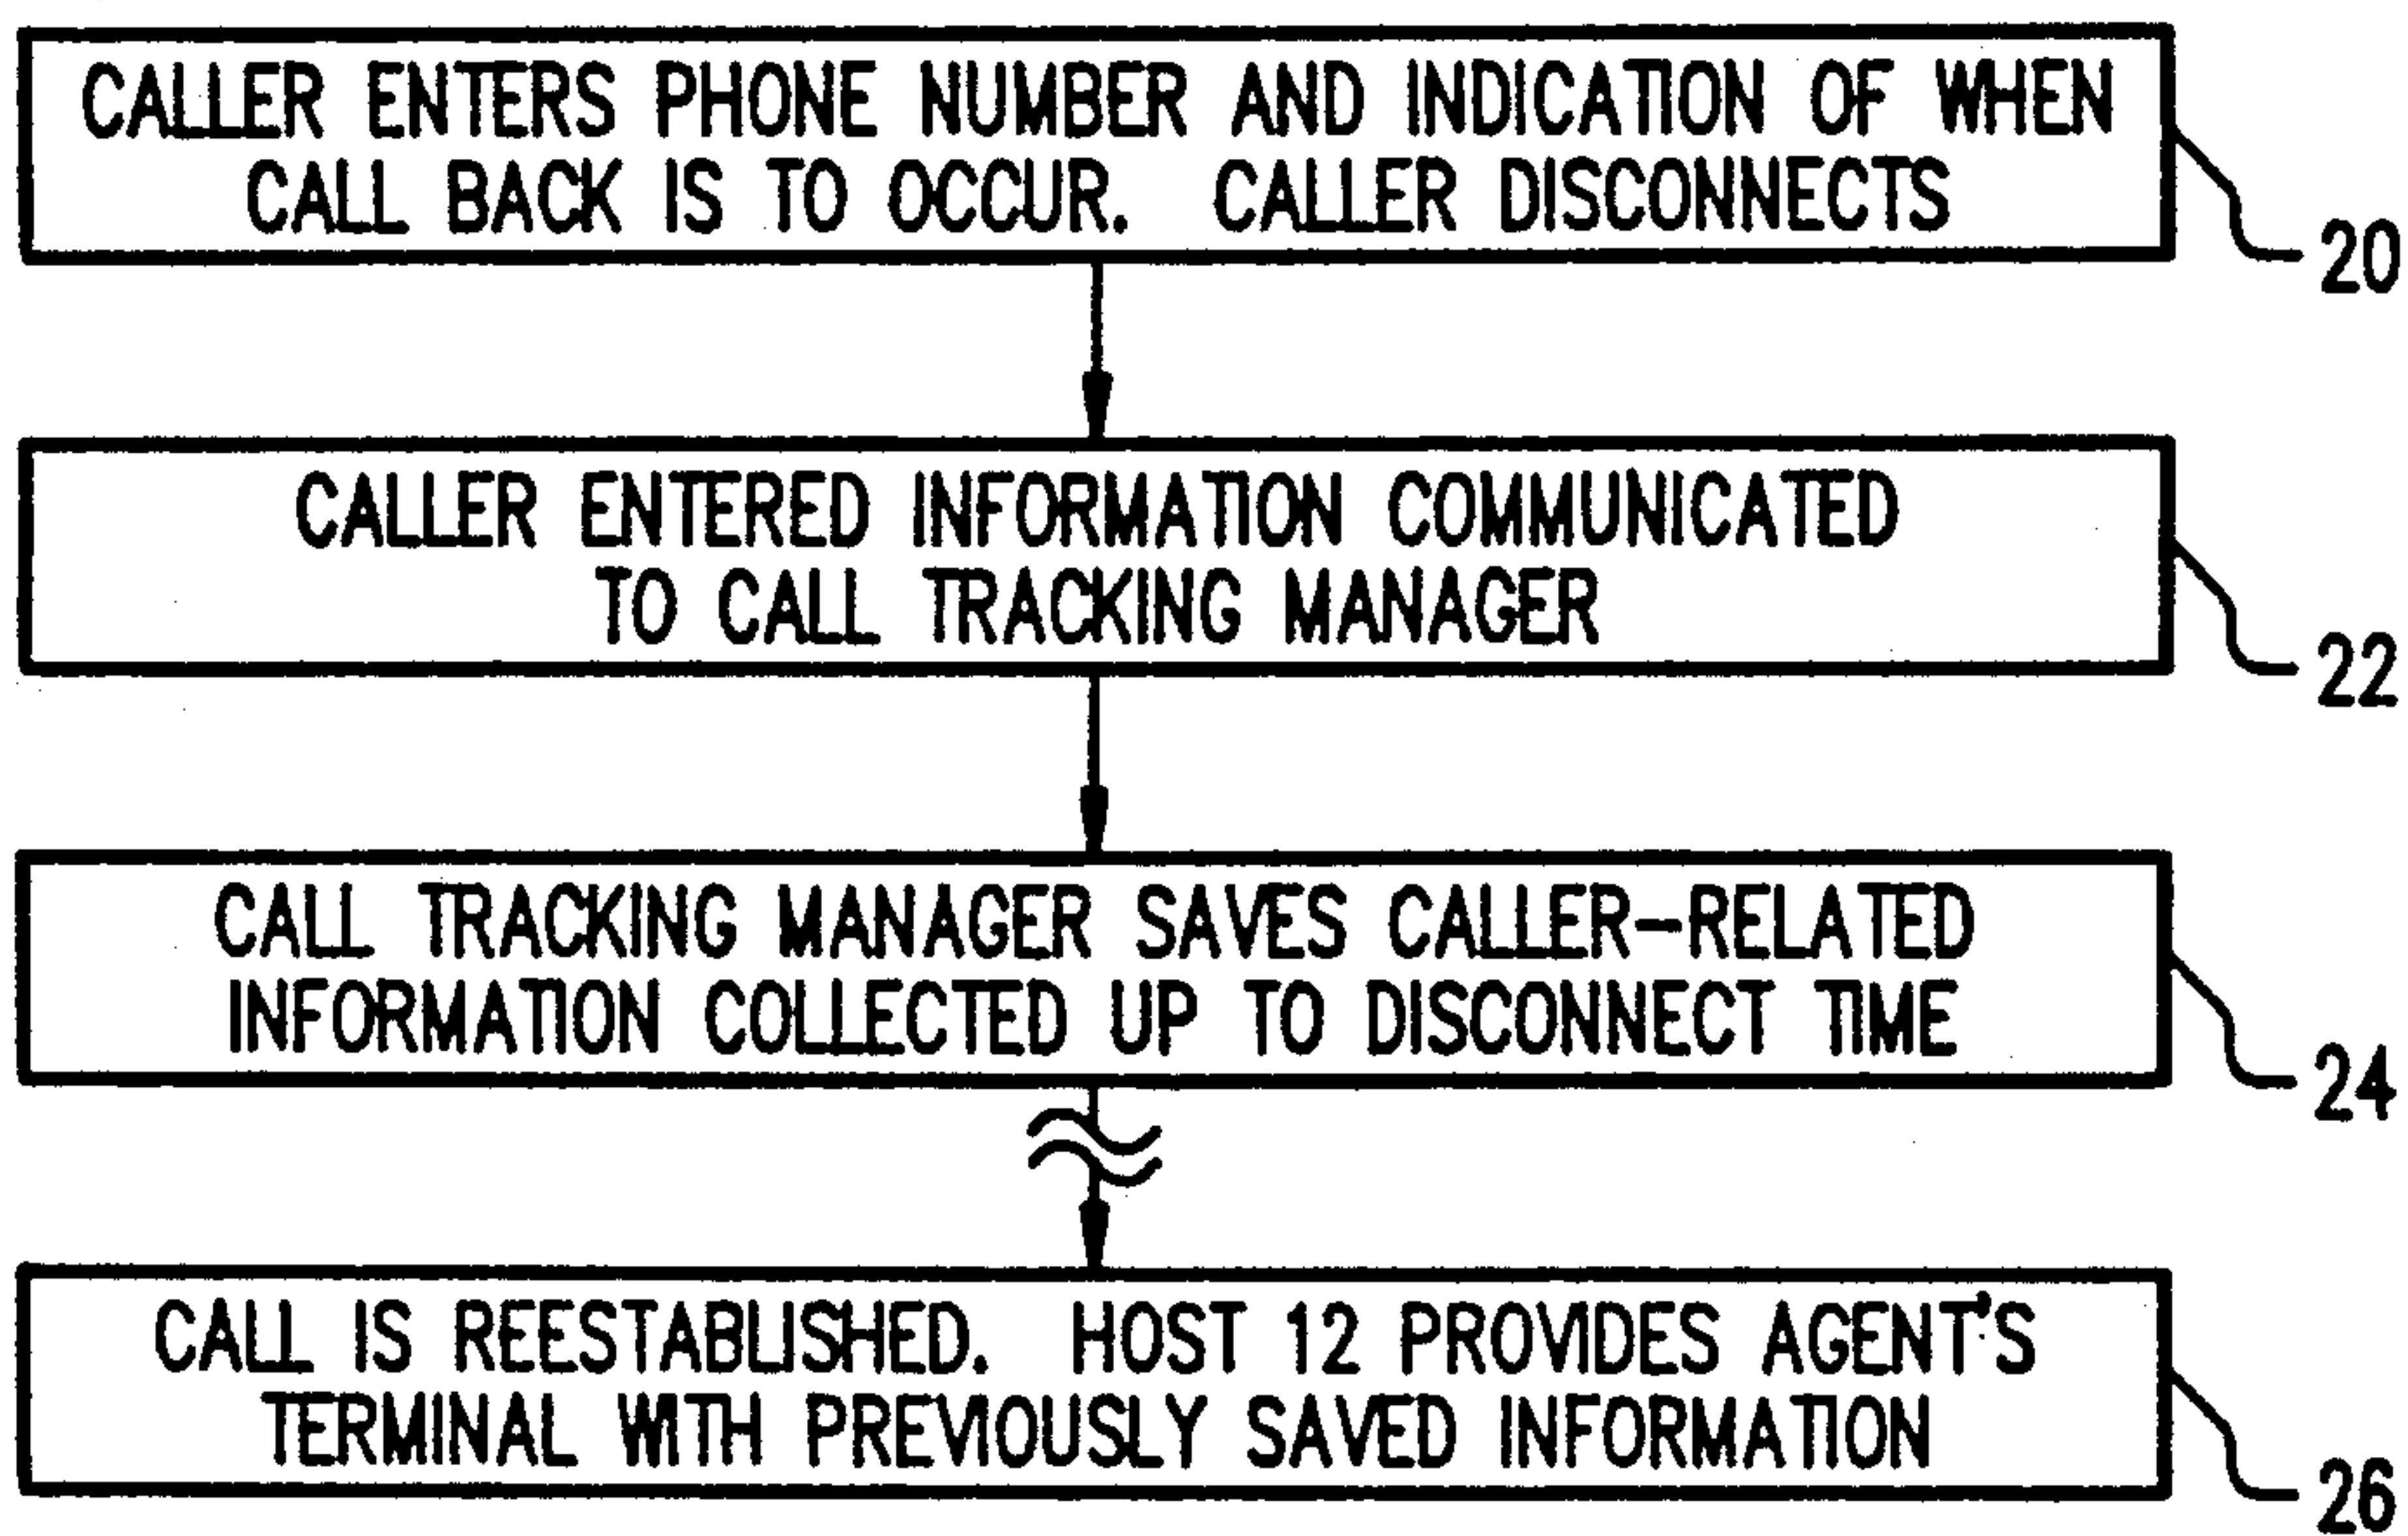 CALLER ENTERS PHONE NUMBER AND INDICATION OF WHEN
CALL BACK IS TO OCCUR. CALLER DISCONNECTS
20
CALLER ENTERED INFORMATION COMMUNICATED
TO CALL TRACKING MANAGER
22
CALL TRACKING MANAGER SAVES CALLER-RELATED
INFORMATION COLLECTED UP TO DISCONNECT TIME
24
CALL IS REESTABLISHED. HOST 12 PROVIDES AGENT'S
TERMINAL WITH PREVIOUSLY SAVED INFORMATION
26